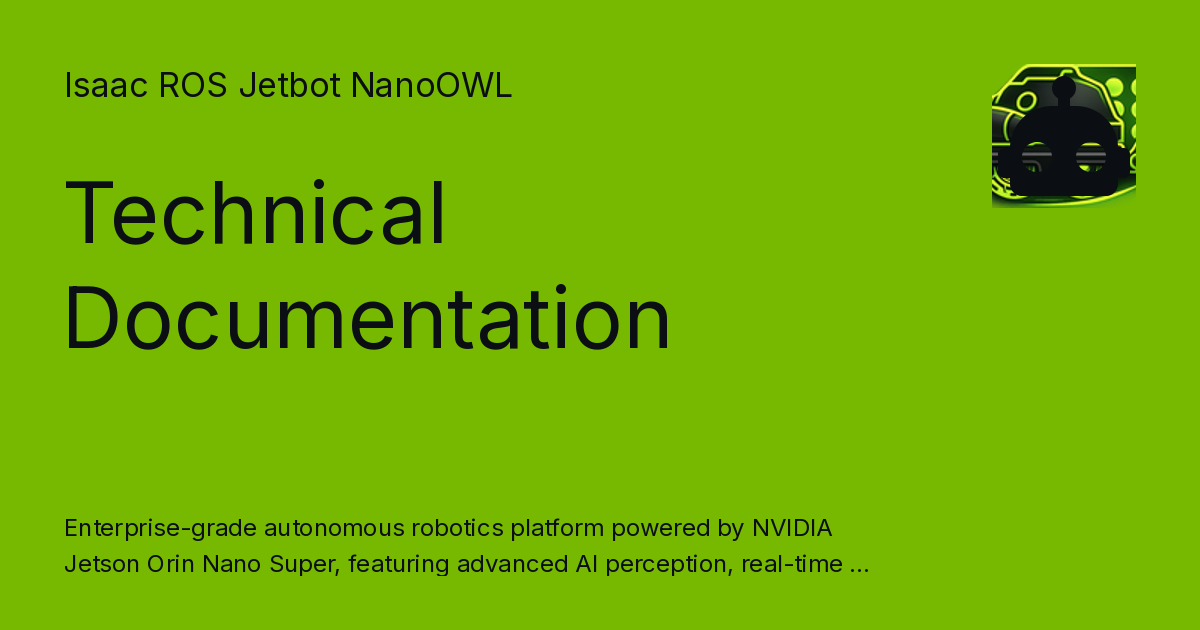 Isaac ROS Jetbot NanoOWL
Technical
Documentation
Enterprise-grade autonomous robotics platform powered by NVIDIA
Jetson Orin Nano Super, featuring advanced AI perception, real-time ...